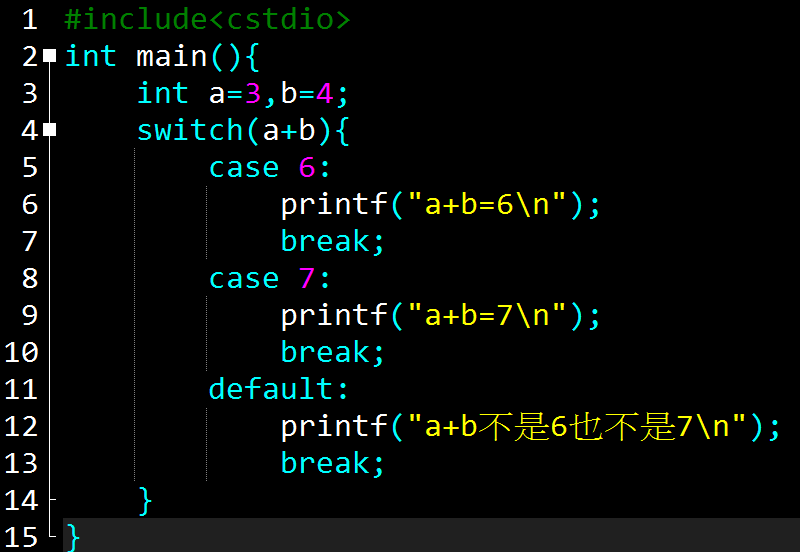 1 #include<cstdio>
2 int main(){
3     int a=3,b=4;
4     switch(a+b){
5         case 6:
6             printf("a+b=6\n");
7             break;
8         case 7:
9             printf("a+b=7\n");
10             break;
11         default:
12             printf("a+b不是6也不是7\n");
13             break;
14     }
15 }